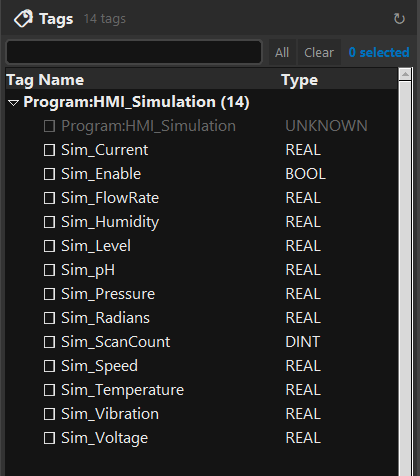 Tags 14 tags
All Clear 0 selected
Tag Name Type
Program:HMI_Simulation (14)
Program:HMI_Simulation UNKNOWN
Sim_Current REAL
Sim_Enable BOOL
Sim_FlowRate REAL
Sim_Humidity REAL
Sim_Level REAL
Sim_pH REAL
Sim_Pressure REAL
Sim_Radians REAL
Sim_ScanCount DINT
Sim_Speed REAL
Sim_Temperature REAL
Sim_Vibration REAL
Sim_Voltage REAL